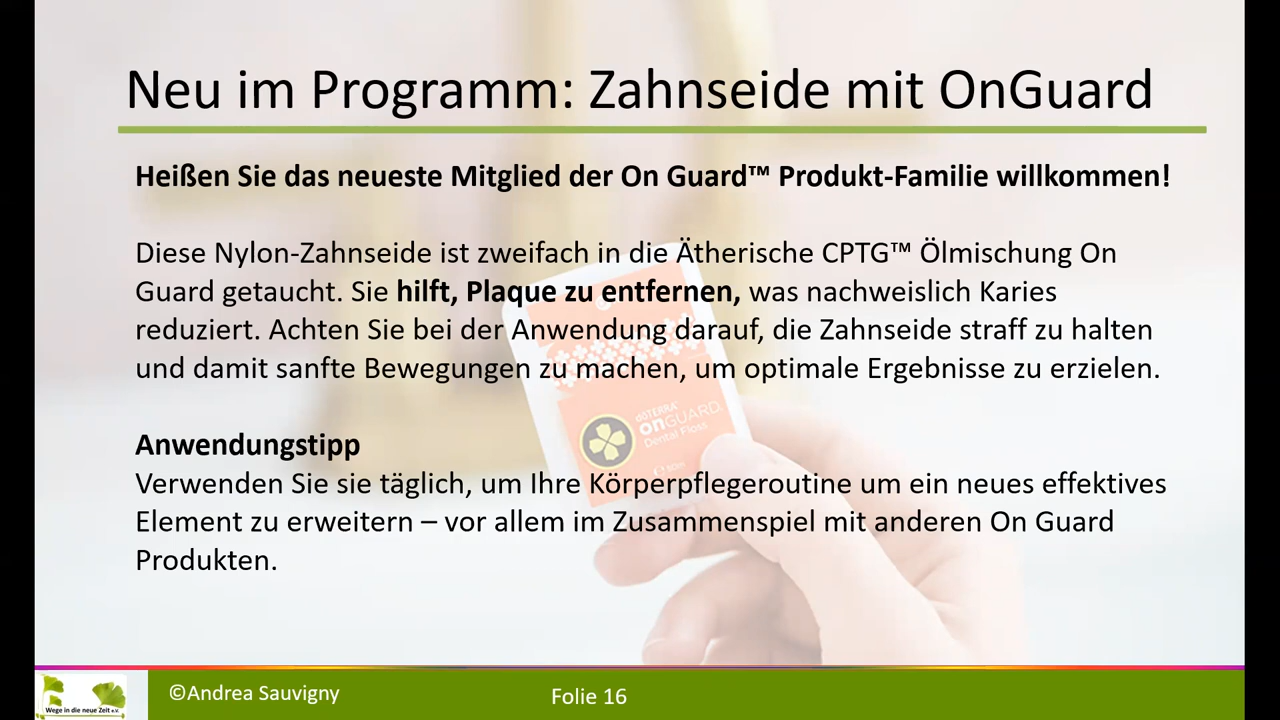 Neu im Programm: Zahnseide mit OnGuard
Heißen Sie das neueste Mitglied der On Guard™ Produkt-Familie willkommen!
Diese Nylon-Zahnseide ist zweifach in die Ätherische CPTG™ Ölmischung On
Guard getaucht. Sie hilft, Plaque zu entfernen, was nachweislich Karies
reduziert. Achten Sie bei der Anwendung darauf, die Zahnseide straff zu halten
und damit sanfte Bewegungen zu machen, um optimale Ergebnisse zu erzielen.
dōTERRA
onGUARD
Dental Floss
Anwendungstipp
Verwenden Sie sie täglich, um Ihre Körperpflegeroutine um ein neues effektives
Element zu erweitern – vor allem im Zusammenspiel mit anderen On Guard
Produkten.
Wege in die neue Zeit e.V.
©Andrea Sauvigny
Folie 16